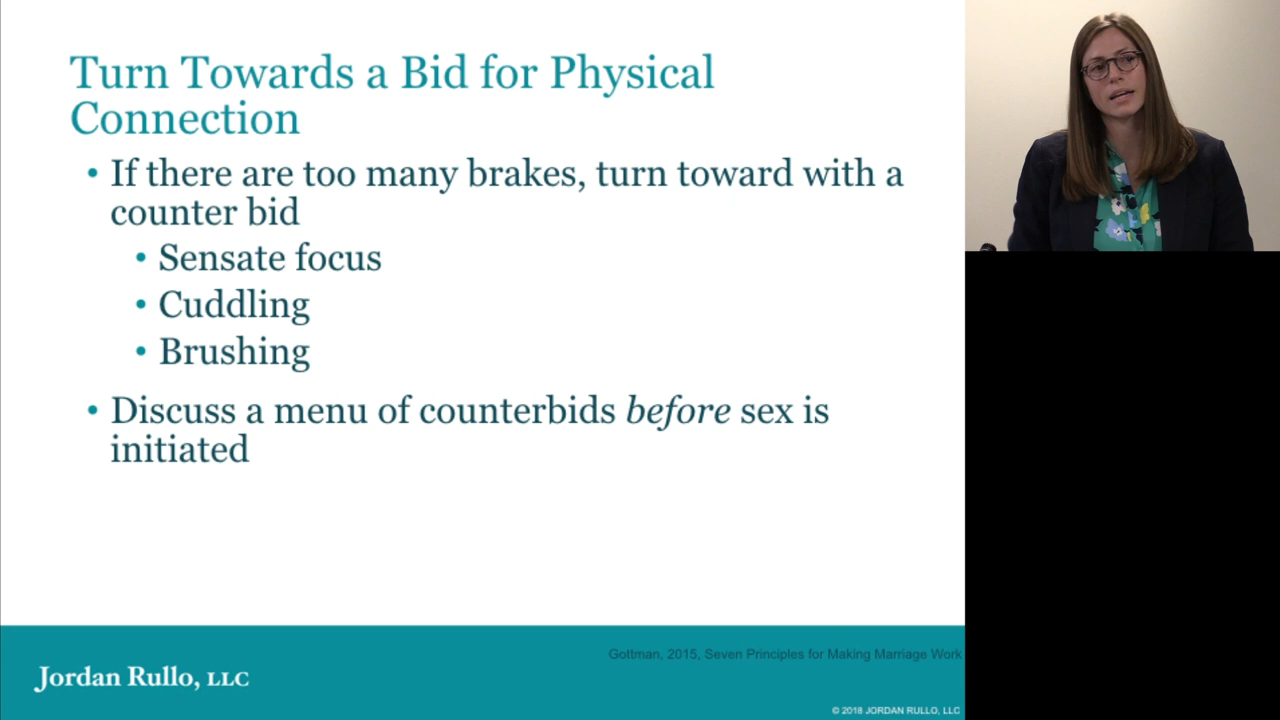 Turn Towards a Bid for Physical
Connection
• If there are too many brakes, turn toward with a
counter bid
• Sensate focus
• Cuddling
• Brushing
• Discuss a menu of counterbids before sex is
initiated
Gottman, 2015, Seven Principles for Making Marriage Work
Jordan Rullo, LLC
© 2018 JORDAN RULLO, LLC